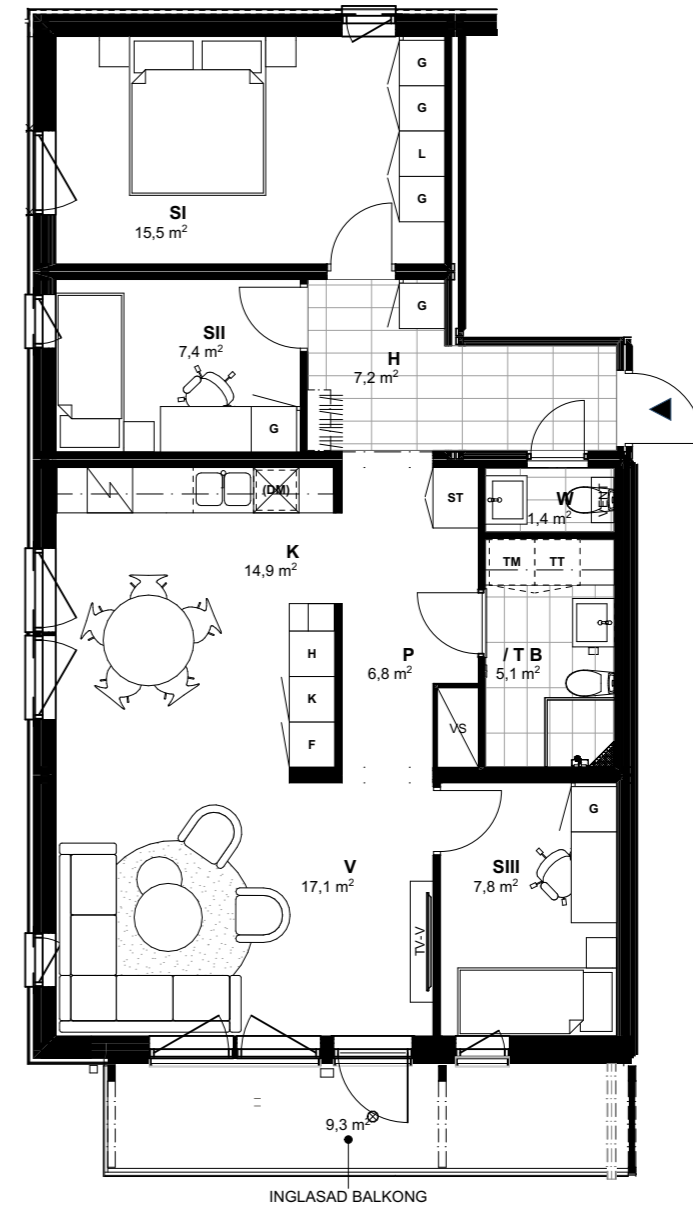 G
G
L
G
SI
15,5 m²
G
SII
7,4 m²
H
7,2 m²
G
(DM)
ST
W
1,4 m²
VENT
K
14,9 m²
TM
TT
H
P
6,8 m²
/ T B
5,1 m²
K
VS
F
G
V
17,1 m²
SIII
7,8 m²
TV-V
9,3 m²
INGLASAD BALKONG